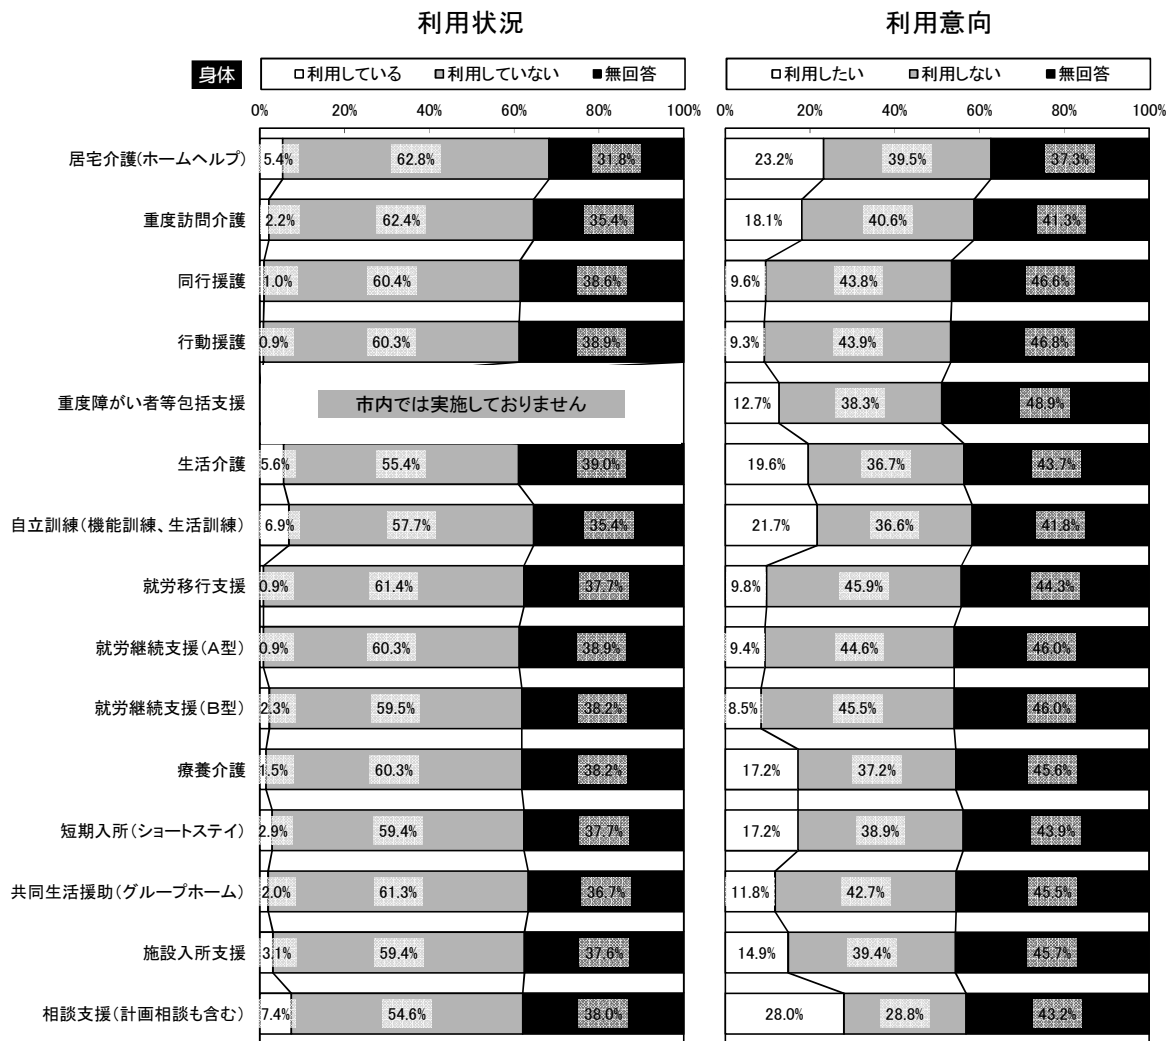 利用状況 利用意向
身体 □利用している ■利用していない ■無回答 □利用したい ■利用しない ■無回答
0% 20% 40% 60% 80% 100% 0% 20% 40% 60% 80% 100%
居宅介護(ホームヘルプ) 5.4% 62.8% 31.8% 23.2% 39.5% 37.3%
重度訪問介護 2.2% 62.4% 35.4% 18.1% 40.6% 41.3%
同行援護 1.0% 60.4% 38.6% 9.6% 43.8% 46.6%
行動援護 0.9% 60.3% 38.9% 9.3% 43.9% 46.8%
重度障がい者等包括支援 市内では実施しておりません 12.7% 38.3% 48.9%
生活介護 5.6% 55.4% 39.0% 19.6% 36.7% 43.7%
自立訓練(機能訓練、生活訓練) 6.9% 57.7% 35.4% 21.7% 36.6% 41.8%
就労移行支援 0.9% 61.4% 37.7% 9.8% 45.9% 44.3%
就労継続支援(A型) 0.9% 60.3% 38.9% 9.4% 44.6% 46.0%
就労継続支援(B型) 2.3% 59.5% 38.2% 8.5% 45.5% 46.0%
療養介護 1.5% 60.3% 38.2% 17.2% 37.2% 45.6%
短期入所(ショートステイ) 2.9% 59.4% 37.7% 17.2% 38.9% 43.9%
共同生活援助(グループホーム) 2.0% 61.3% 36.7% 11.8% 42.7% 45.5%
施設入所支援 3.1% 59.4% 37.6% 14.9% 39.4% 45.7%
相談支援(計画相談も含む) 7.4% 54.6% 38.0% 28.0% 28.8% 43.2%